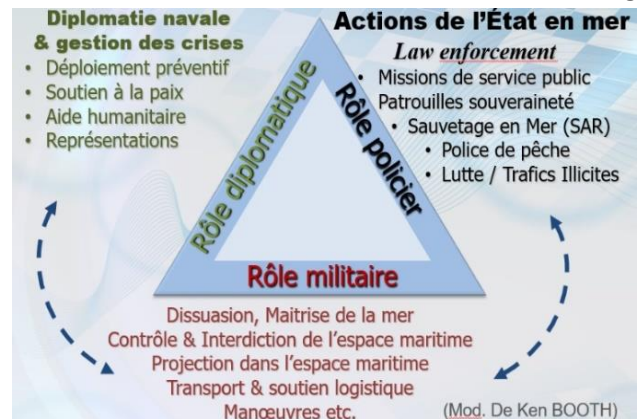 Diplomatie navale
& gestion des crises
• Déploiement préventif
• Soutien à la paix
• Aide humanitaire
• Représentations
Actions de l'État en mer
Law enforcement
• Missions de service public
Patrouilles souveraineté
• Sauvetage en Mer (SAR)
• Police de pêche
• Lutte / Trafics Illicites
Rôle diplomatique
Rôle policier
Rôle militaire
Dissuasion, Maitrise de la mer
Contrôle & Interdiction de l'espace maritime
Projection dans l'espace maritime
Transport & soutien logistique
Manœuvres etc.
(Mod. De Ken BOOTH)